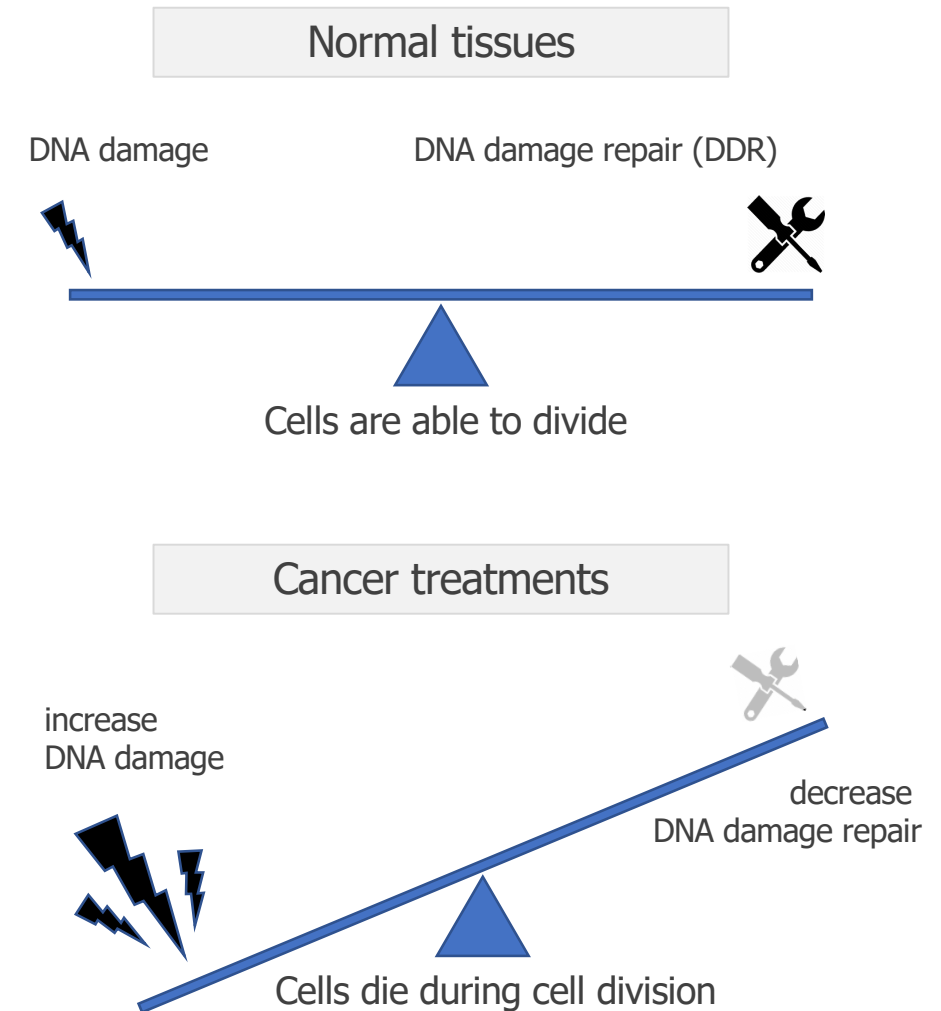 Normal tissues
DNA damage
DNA damage repair (DDR)
Cells are able to divide
Cancer treatments
increase
DNA damage
decrease
DNA damage repair
Cells die during cell division